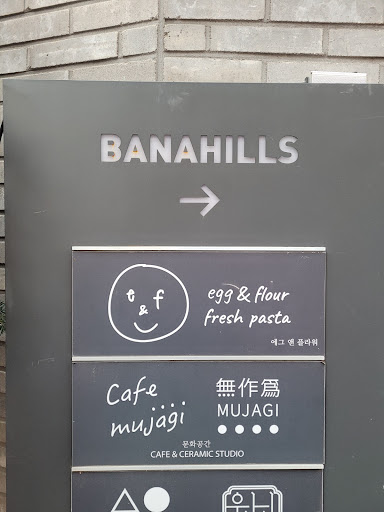 BANAHILLS
→
t & f
egg & flour
fresh pasta
에그 앤 플라워
Cafe
mujagi
無作爲
MUJAGI
문화공간
CAFE & CERAMIC STUDIO